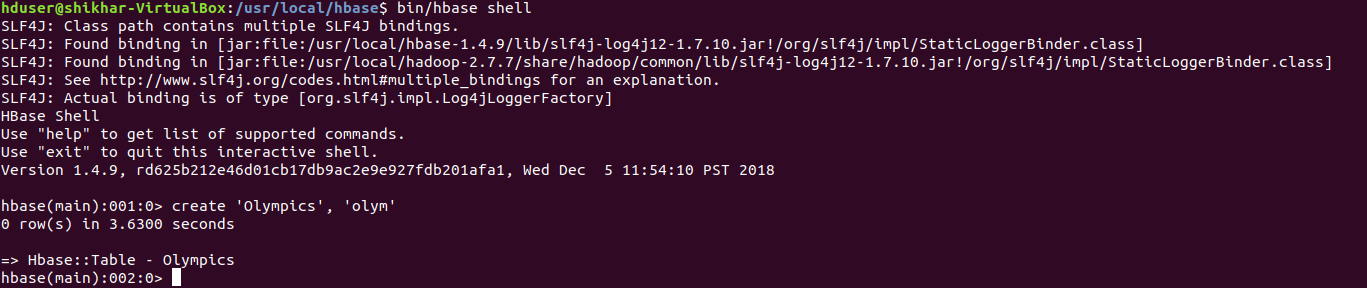 hduser@shikhar-VirtualBox:/usr/local/hbase$ bin/hbase shell
SLF4J: Class path contains multiple SLF4J bindings.
SLF4J: Found binding in [jar:file:/usr/local/hbase-1.4.9/lib/slf4j-log4j12-1.7.10.jar!/org/slf4j/impl/StaticLoggerBinder.class]
SLF4J: Found binding in [jar:file:/usr/local/hadoop-2.7.7/share/hadoop/common/lib/slf4j-log4j12-1.7.10.jar!/org/slf4j/impl/StaticLoggerBinder.class]
SLF4J: See http://www.slf4j.org/codes.html#multiple_bindings for an explanation.
SLF4J: Actual binding is of type [org.slf4j.impl.Log4jLoggerFactory]
HBase Shell
Use "help" to get list of supported commands.
Use "exit" to quit this interactive shell.
Version 1.4.9, rd625b212e46d01cb17db9ac2e9e927fdb201afa1, Wed Dec  5 11:54:10 PST 2018

hbase(main):001:0> create 'Olympics', 'olym'
0 row(s) in 3.6300 seconds

=> Hbase::Table - Olympics
hbase(main):002:0>